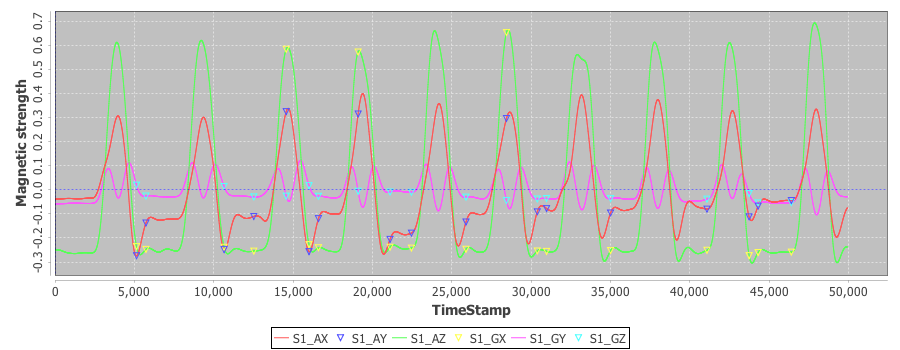 0.7
0.6
0.5
0.4
0.3
0.2
0.1
0.0
-0.1
-0.2
-0.3
Magnetic strength
0 5,000 10,000 15,000 20,000 25,000 30,000 35,000 40,000 45,000 50,000
TimeStamp
S1_AX S1_AY S1_AZ S1_GX S1_GY S1_GZ